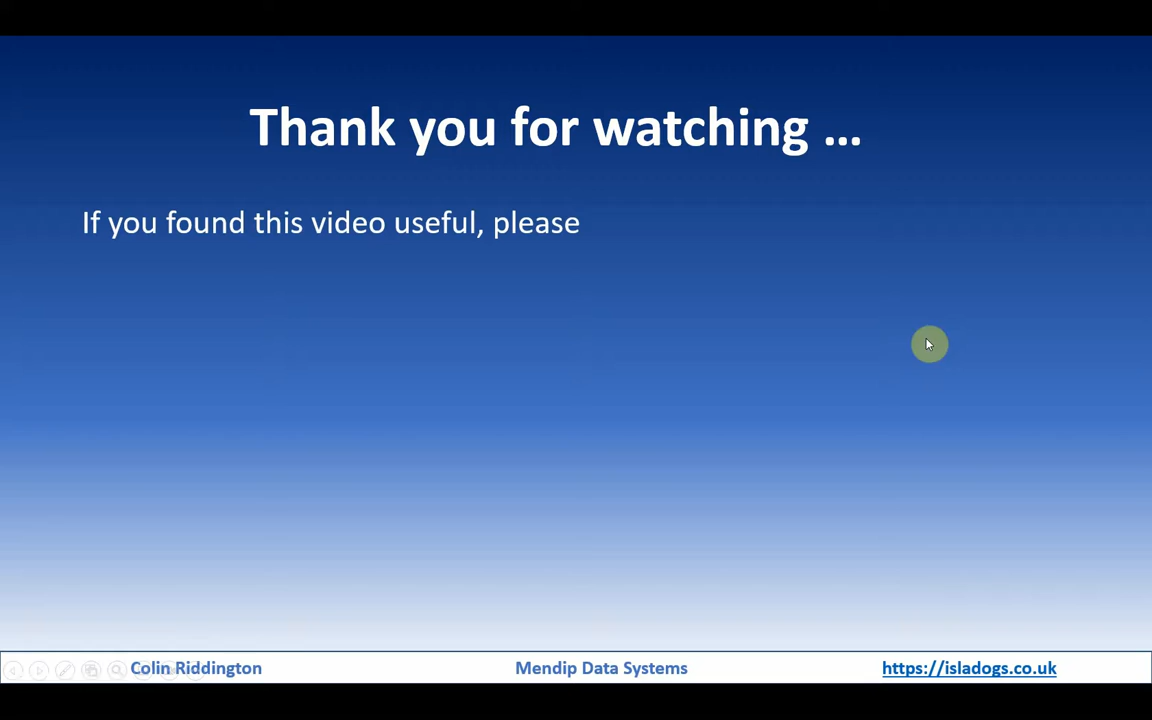 Thank you for watching ...
If you found this video useful, please
Colin Riddington
Mendip Data Systems
https://isladogs.co.uk